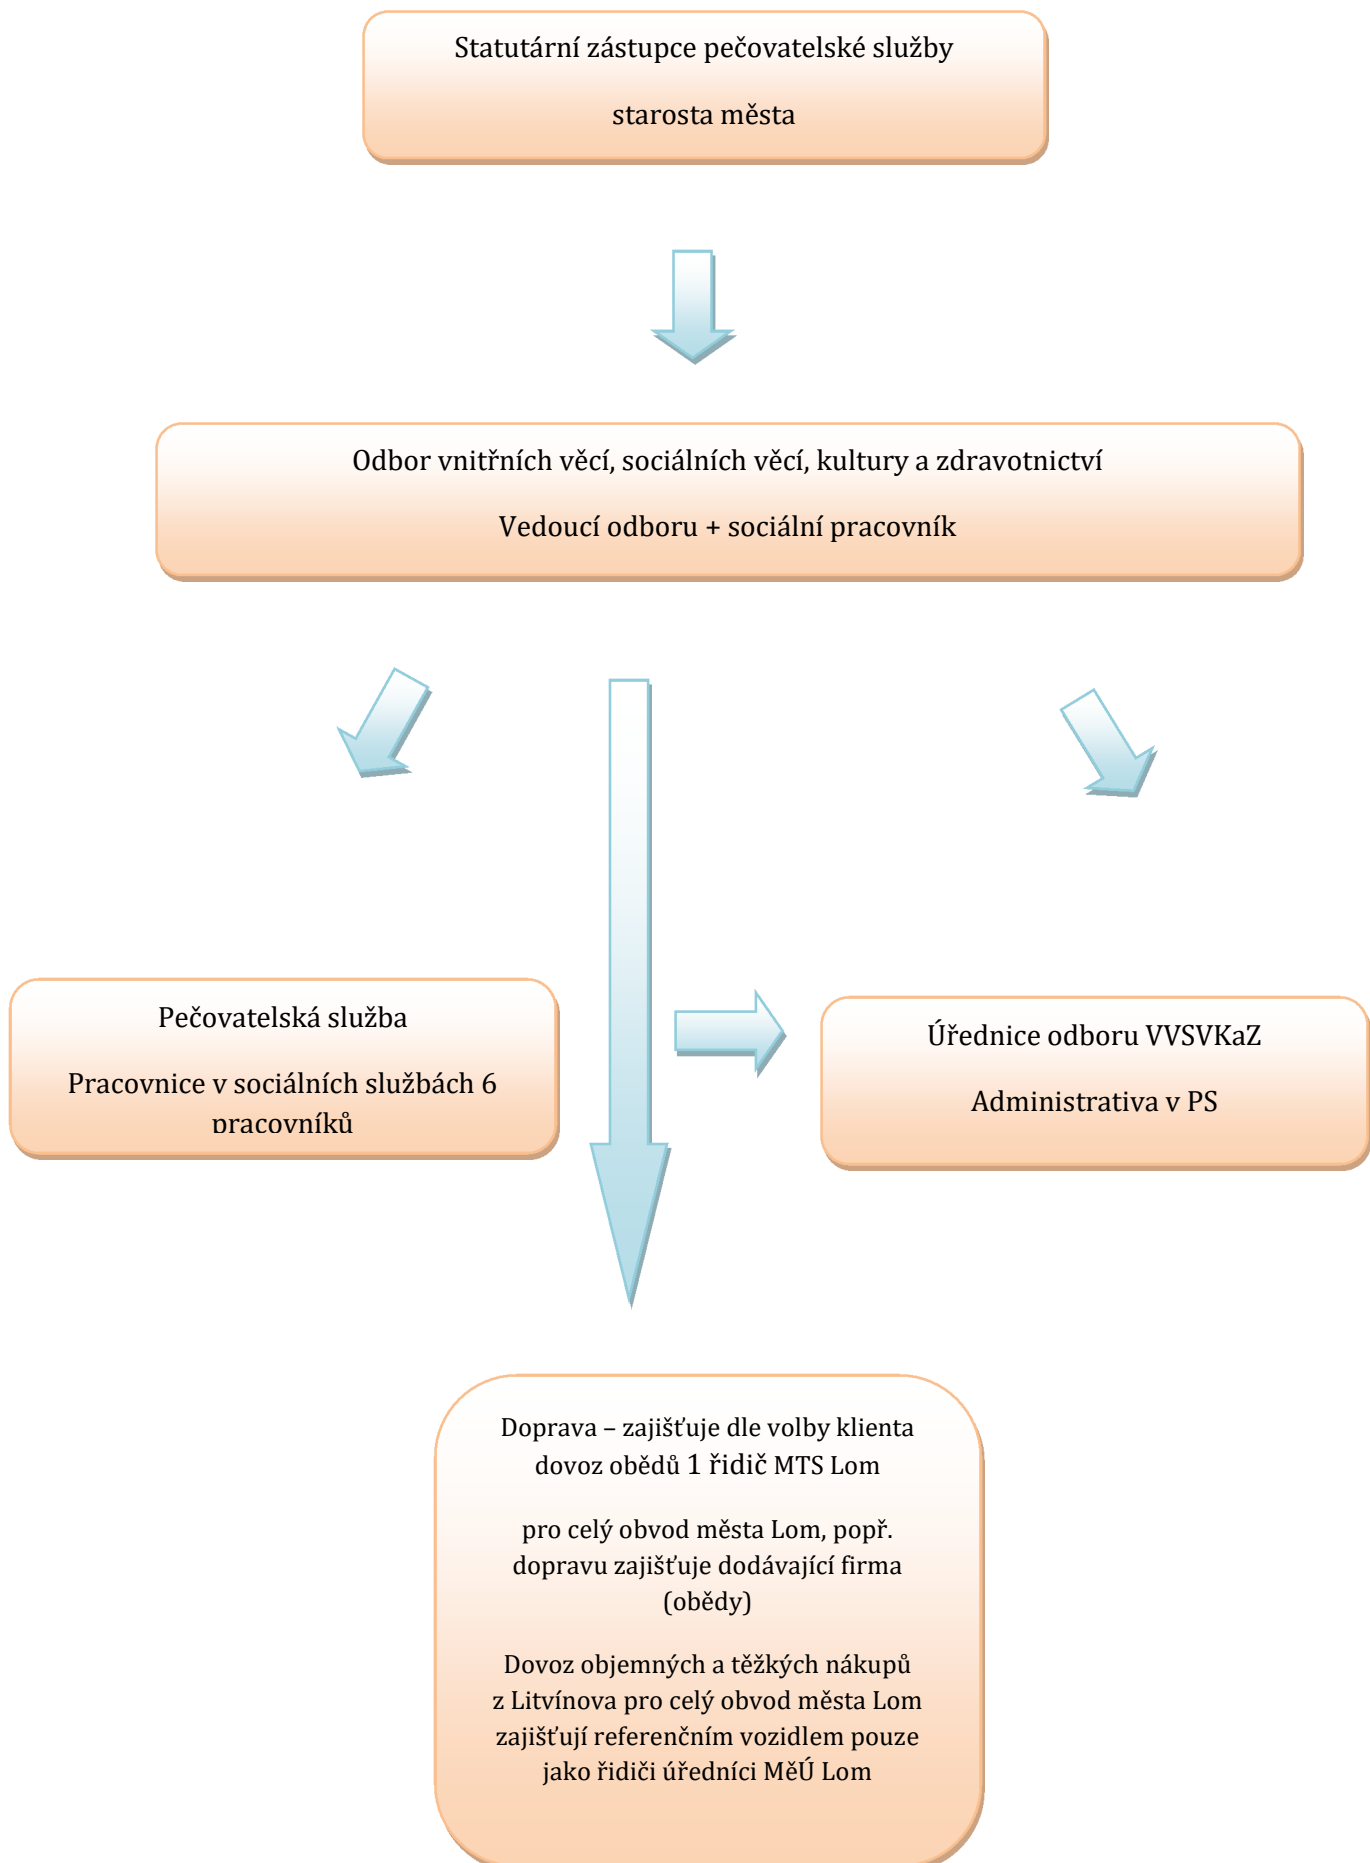 Statutární zástupce pečovatelské služby
starosta města
Odbor vnitřních věcí, sociálních věcí, kultury a zdravotnictví
Vedoucí odboru + sociální pracovník
Pečovatelská služba
Pracovnice v sociálních službách 6
pracovníků
Úřednice odboru VVSVKaZ
Administrativa v PS
Doprava – zajišťuje dle volby klienta
dovoz obědů 1 řidič MTS Lom
pro celý obvod města Lom, popř.
dopravu zajišťuje dodávající firma
(obědy)
Dovoz objemných a těžkých nákupů
z Litvínova pro celý obvod města Lom
zajišťují referenčním vozidlem pouze
jako řidiči úředníci MěÚ Lom